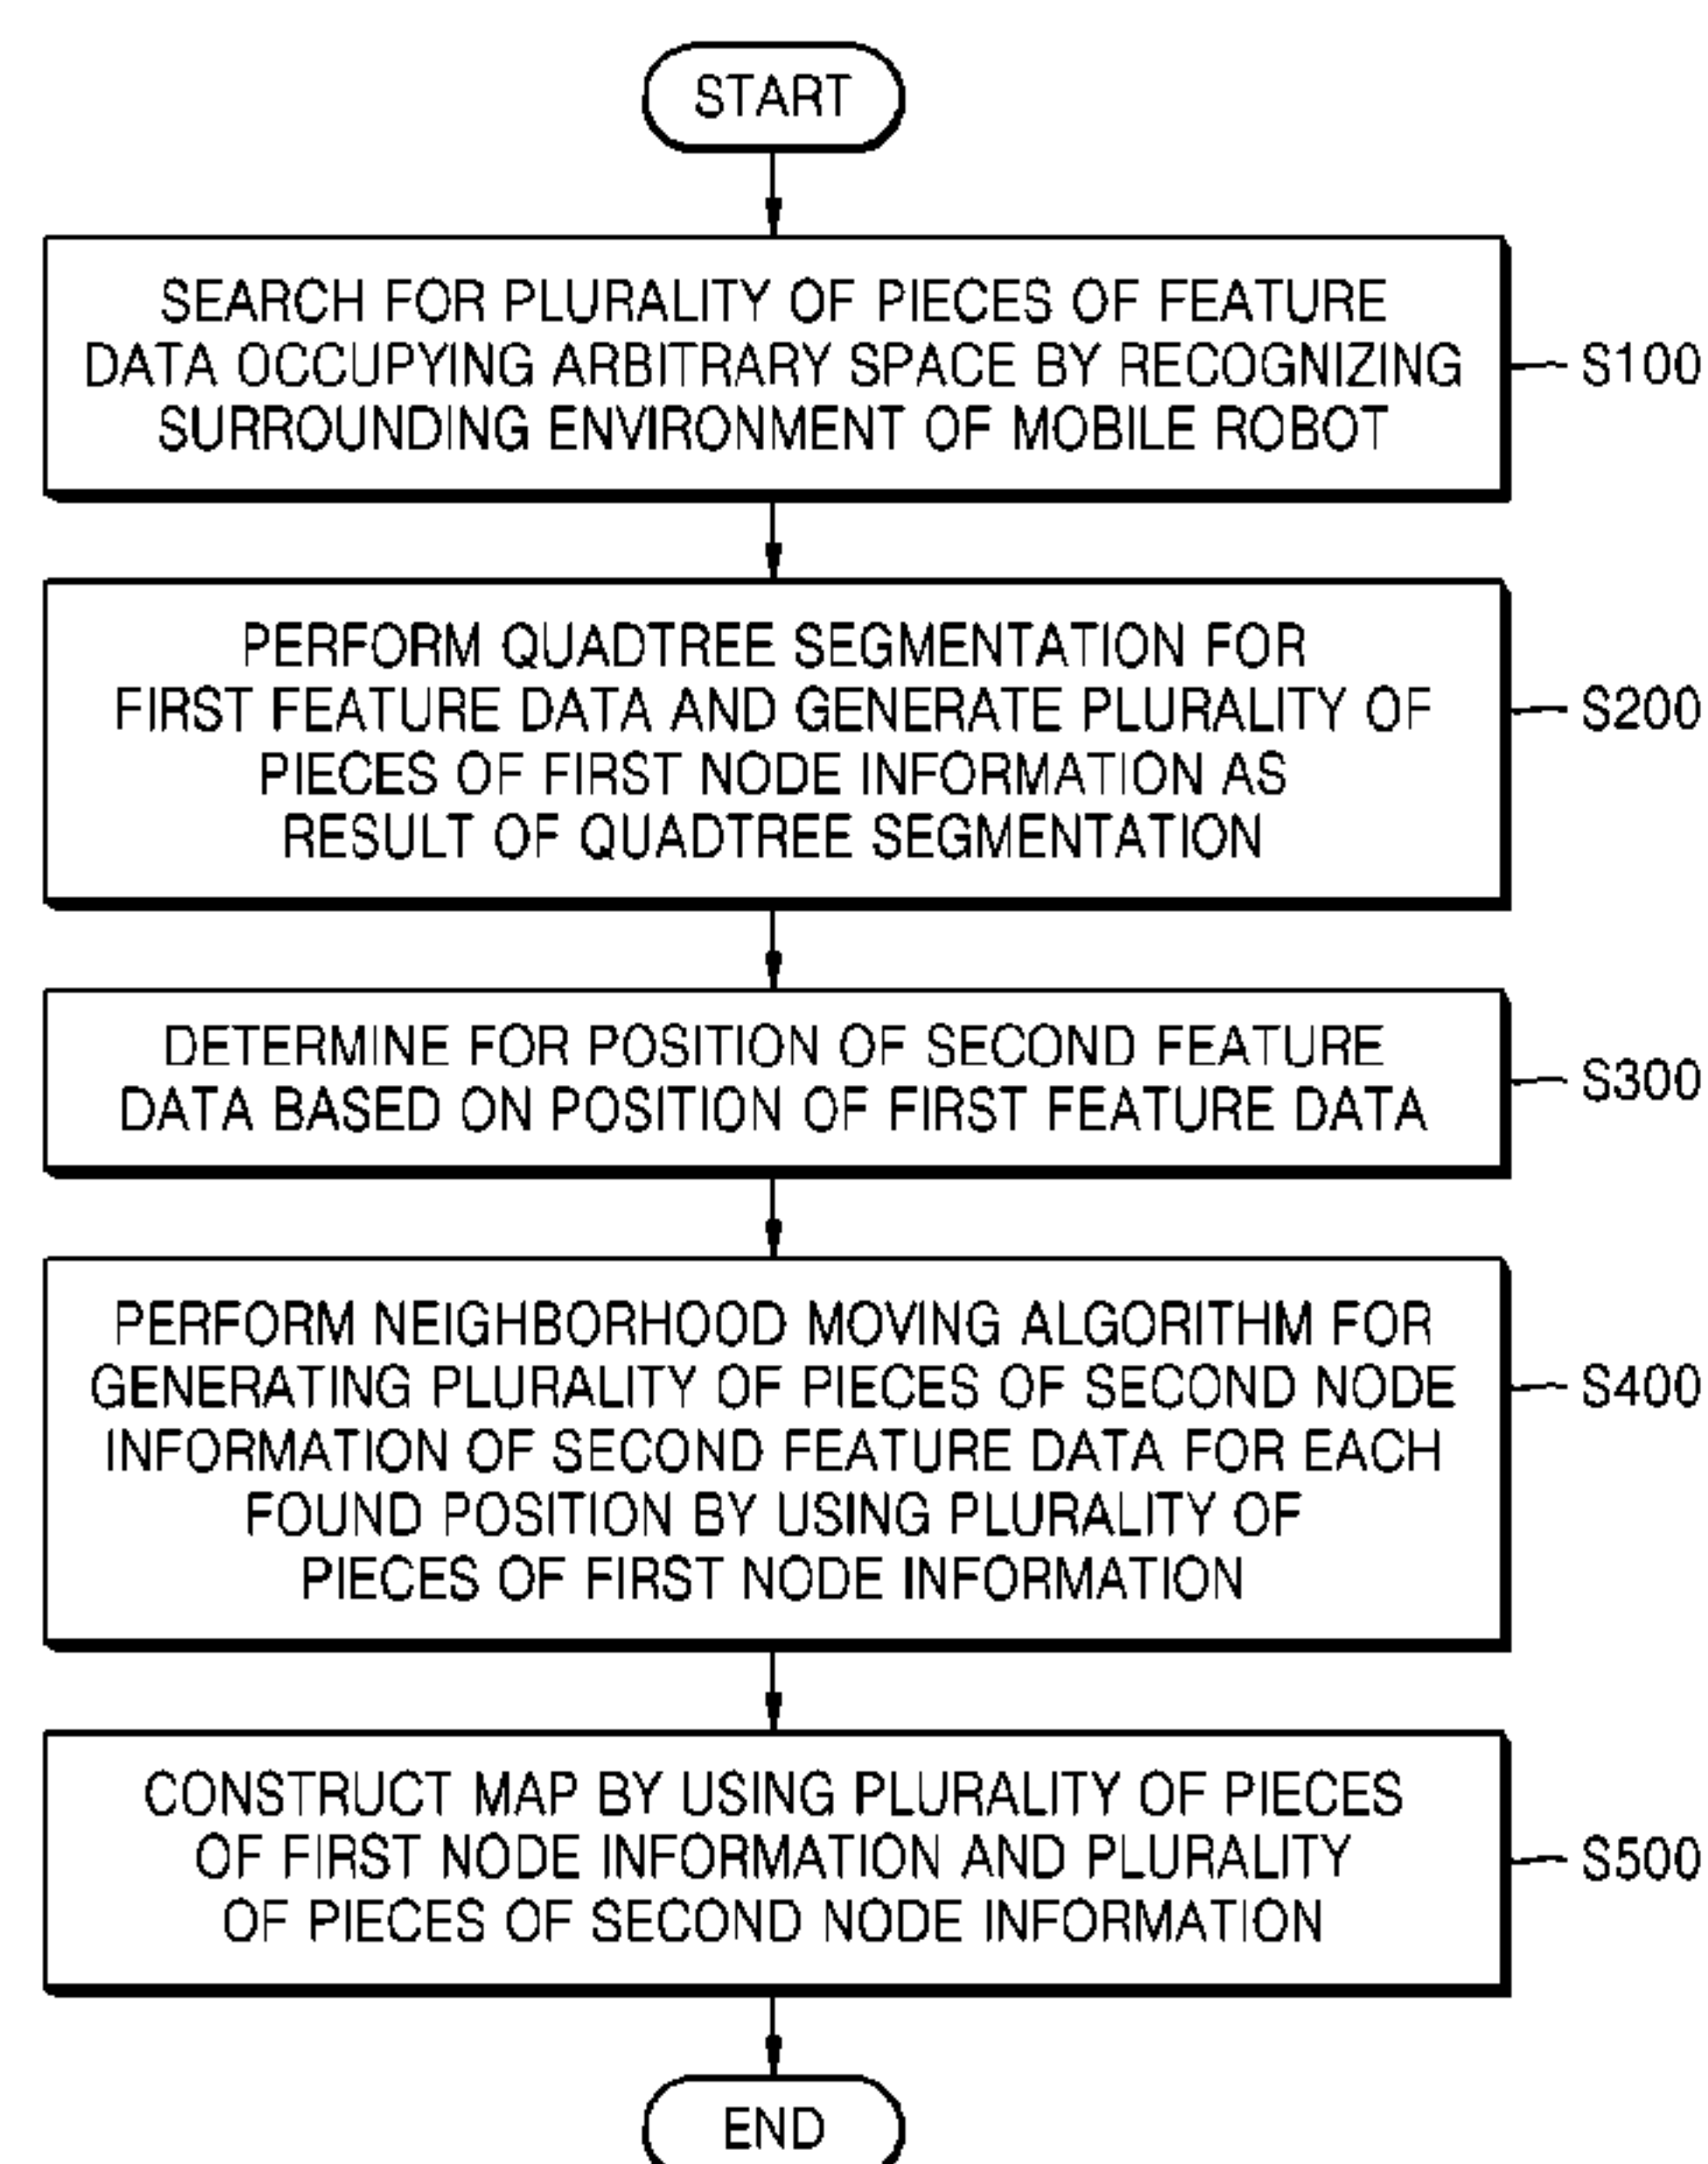 START
SEARCH FOR PLURALITY OF PIECES OF FEATURE
DATA OCCUPYING ARBITRARY SPACE BY RECOGNIZING
SURROUNDING ENVIRONMENT OF MOBILE ROBOT
S100
PERFORM QUADTREE SEGMENTATION FOR
FIRST FEATURE DATA AND GENERATE PLURALITY OF
PIECES OF FIRST NODE INFORMATION AS
RESULT OF QUADTREE SEGMENTATION
S200
DETERMINE FOR POSITION OF SECOND FEATURE
DATA BASED ON POSITION OF FIRST FEATURE DATA
S300
PERFORM NEIGHBORHOOD MOVING ALGORITHM FOR
GENERATING PLURALITY OF PIECES OF SECOND NODE
INFORMATION OF SECOND FEATURE DATA FOR EACH
FOUND POSITION BY USING PLURALITY OF
PIECES OF FIRST NODE INFORMATION
S400
CONSTRUCT MAP BY USING PLURALITY OF PIECES
OF FIRST NODE INFORMATION AND PLURALITY
OF PIECES OF SECOND NODE INFORMATION
S500
END